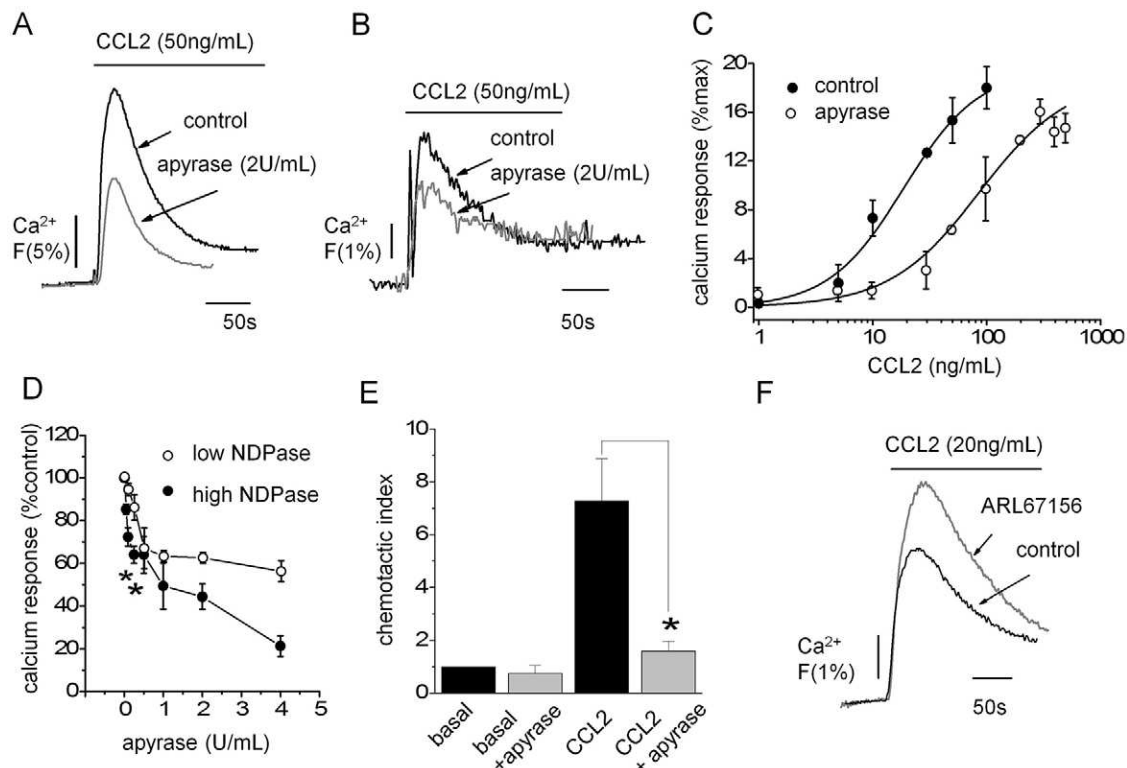 A
CCL2 (50ng/mL)
control
apyrase (2U/mL)
Ca2+
F(5%)
50s
B
CCL2 (50ng/mL)
control
apyrase (2U/mL)
Ca2+
F(1%)
50s
C
calcium response (%max)
20
16
12
8
4
0
control
apyrase
1
10
100
1000
CCL2 (ng/mL)
D
calcium response (%control)
120
100
80
60
40
20
0
low NDPase
high NDPase
*
*
0 1 2 3 4 5
apyrase (U/mL)
E
chemotactic index
10
8
6
4
2
0
*
basal
basal
+apyrase
CCL2
CCL2
+ apyrase
F
CCL2 (20ng/mL)
ARL67156
control
Ca2+
F(1%)
50s